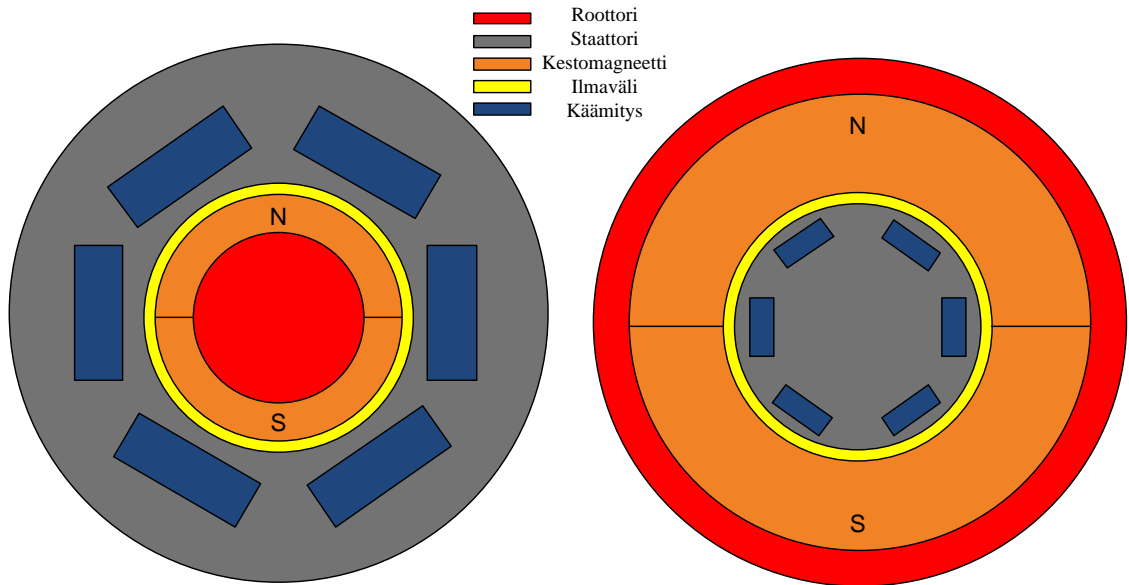 Roottori
Staattori
Kestomagneetti
Ilmaväli
Käämitys
N
S
N
S